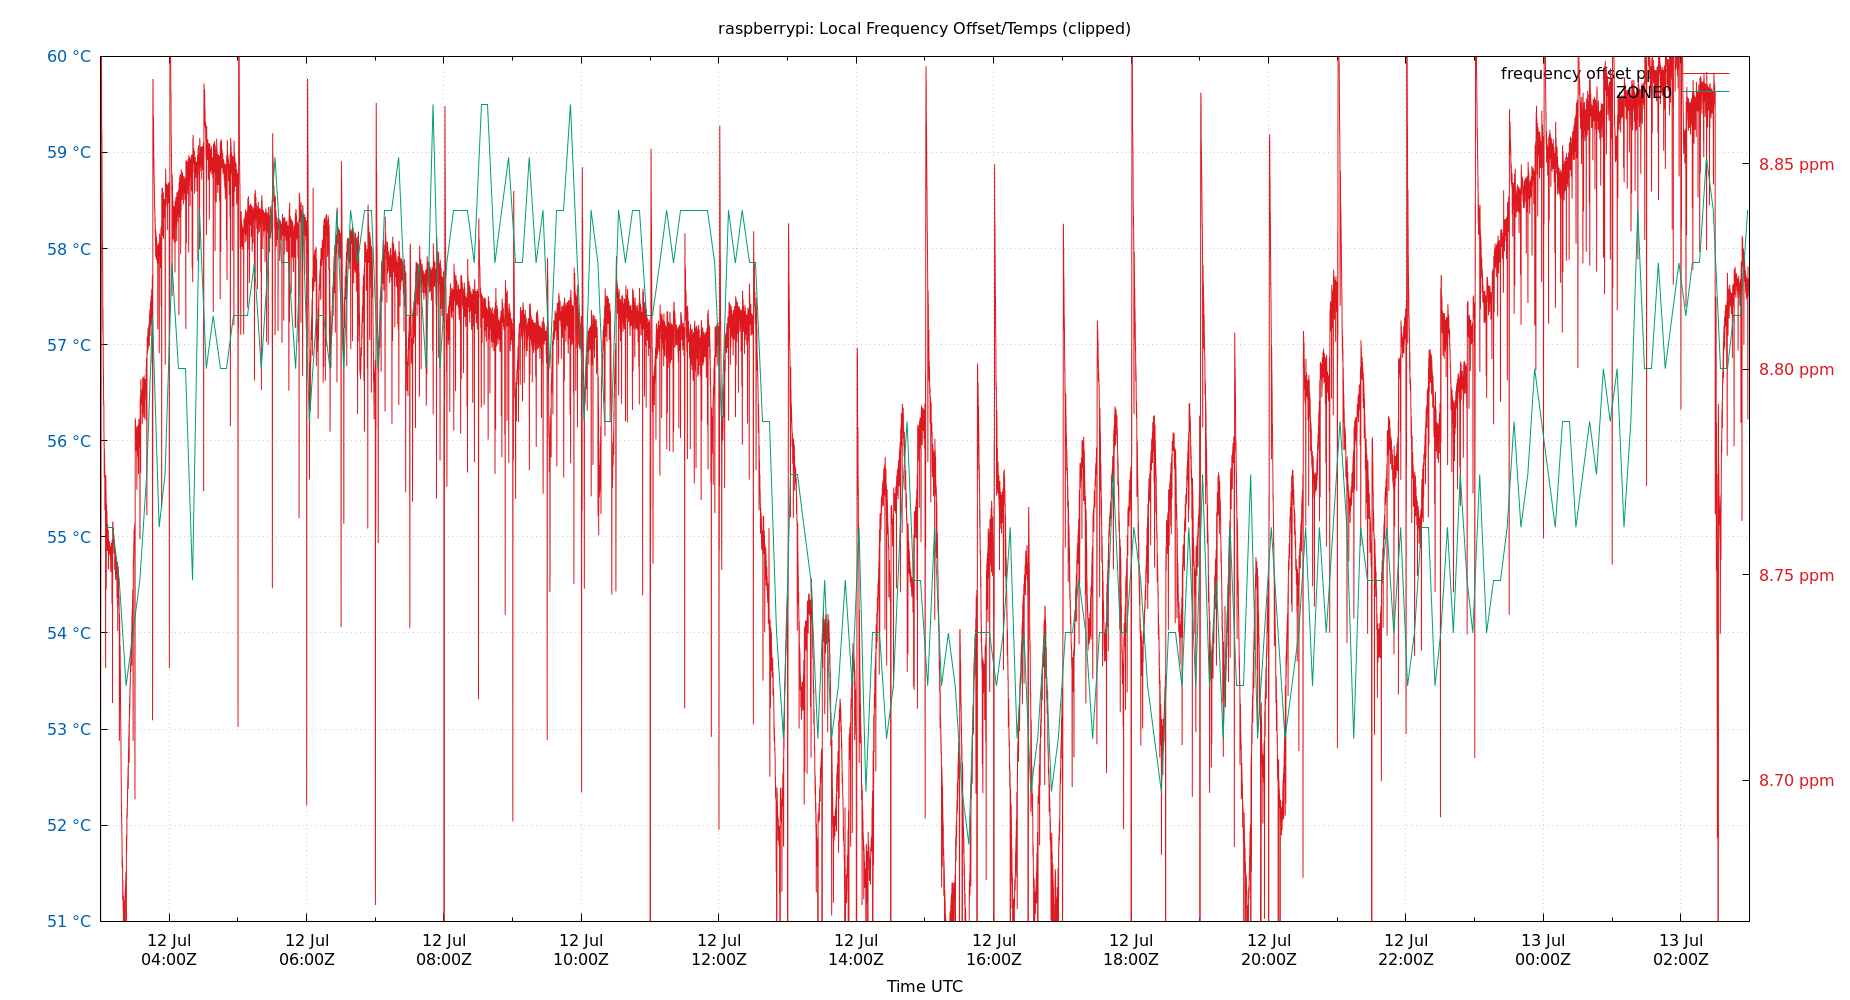 raspberrypi: Local Frequency Offset/Temps (clipped)
60 °C
59 °C
58 °C
57 °C
56 °C
55 °C
54 °C
53 °C
52 °C
51 °C
frequency offset
ZONE0
8.85 ppm
8.80 ppm
8.75 ppm
8.70 ppm
12 Jul 12 Jul 12 Jul 12 Jul 12 Jul 12 Jul 12 Jul 12 Jul 12 Jul 12 Jul 13 Jul 13 Jul
04:00Z 06:00Z 08:00Z 10:00Z 12:00Z 14:00Z 16:00Z 18:00Z 20:00Z 22:00Z 00:00Z 02:00Z
Time UTC